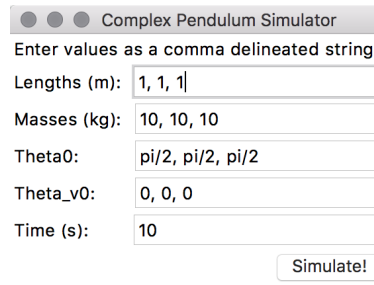 Complex Pendulum Simulator
Enter values as a comma delineated string
Lengths (m): 1, 1, 1
Masses (kg): 10, 10, 10
Theta0: pi/2, pi/2, pi/2
Theta_v0: 0, 0, 0
Time (s): 10
Simulate!